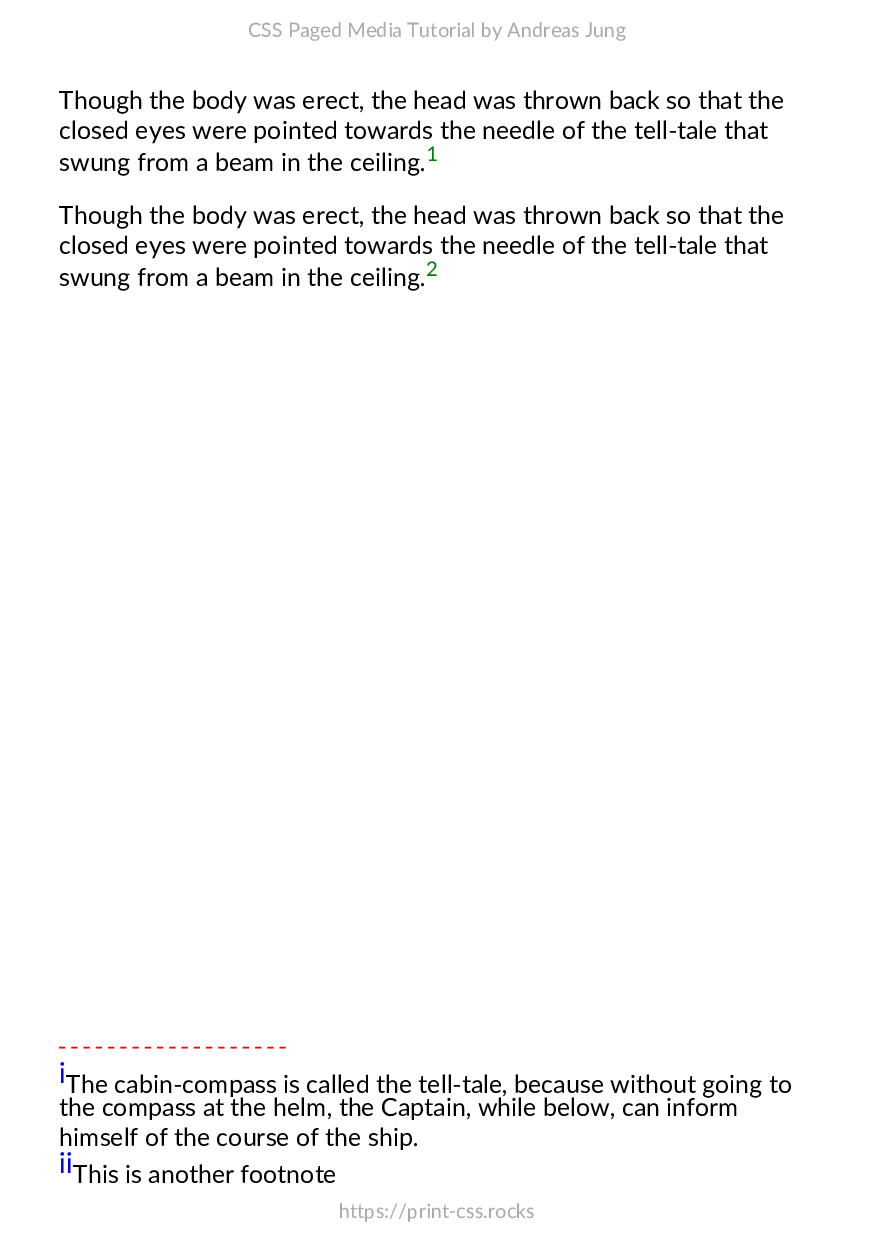 CSS Paged Media Tutorial by Andreas Jung
Though the body was erect, the head was thrown back so that the
closed eyes were pointed towards the needle of the tell-tale that
swung from a beam in the ceiling.1
Though the body was erect, the head was thrown back so that the
closed eyes were pointed towards the needle of the tell-tale that
swung from a beam in the ceiling.2
iThe cabin-compass is called the tell-tale, because without going to
the compass at the helm, the Captain, while below, can inform
himself of the course of the ship.
iiThis is another footnote
https://print-css.rocks